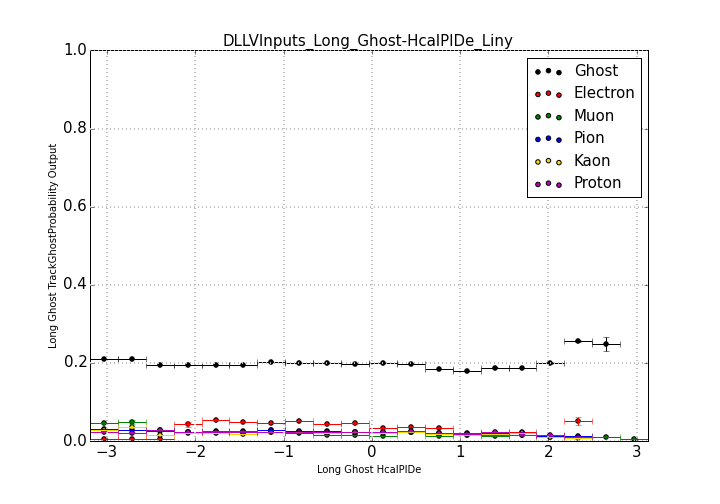 DLLVInputs_Long_Ghost-HcalPIDe_Liny
1.0
0.8
0.6
0.4
0.2
0.0
Long Ghost TrackGhostProbability Output
Ghost
Electron
Muon
Pion
Kaon
Proton
−3 −2 −1 0 1 2 3
Long Ghost HcalPIDe